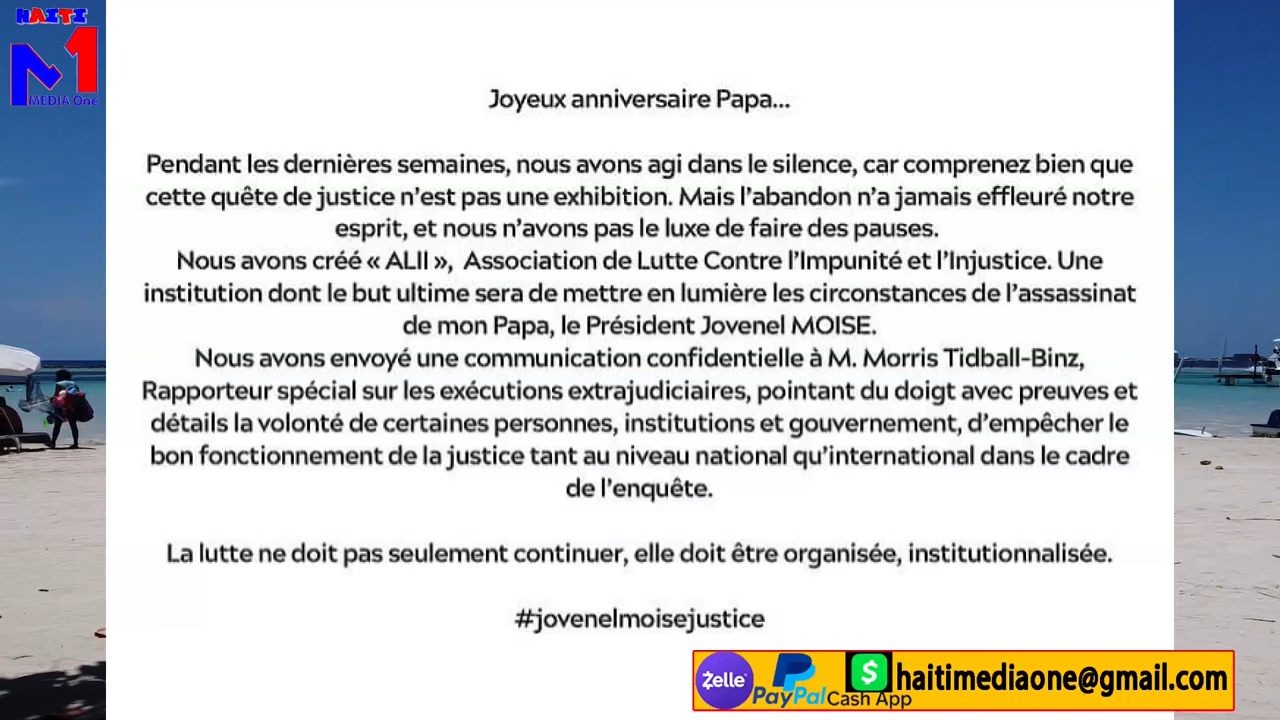 HAITI
M1
MEDIA One
Joyeux anniversaire Papa...
Pendant les dernières semaines, nous avons agi dans le silence, car comprenez bien que
cette quête de justice n'est pas une exhibition. Mais l'abandon n'a jamais effleuré notre
esprit, et nous n'avons pas le luxe de faire des pauses.
Nous avons créé « ALII », Association de Lutte Contre l'Impunité et l'Injustice. Une
institution dont le but ultime sera de mettre en lumière les circonstances de l'assassinat
de mon Papa, le Président Jovenel MOISE.
Nous avons envoyé une communication confidentielle à M. Morris Tidball-Binz,
Rapporteur spécial sur les exécutions extrajudiciaires, pointant du doigt avec preuves et
détails la volonté de certaines personnes, institutions et gouvernement, d'empêcher le
bon fonctionnement de la justice tant au niveau national qu'international dans le cadre
de l'enquête.
La lutte ne doit pas seulement continuer, elle doit être organisée, institutionnalisée.
#jovenelmoisejustice
Zelle
PayPal
$
Cash App
haitimediaone@gmail.com